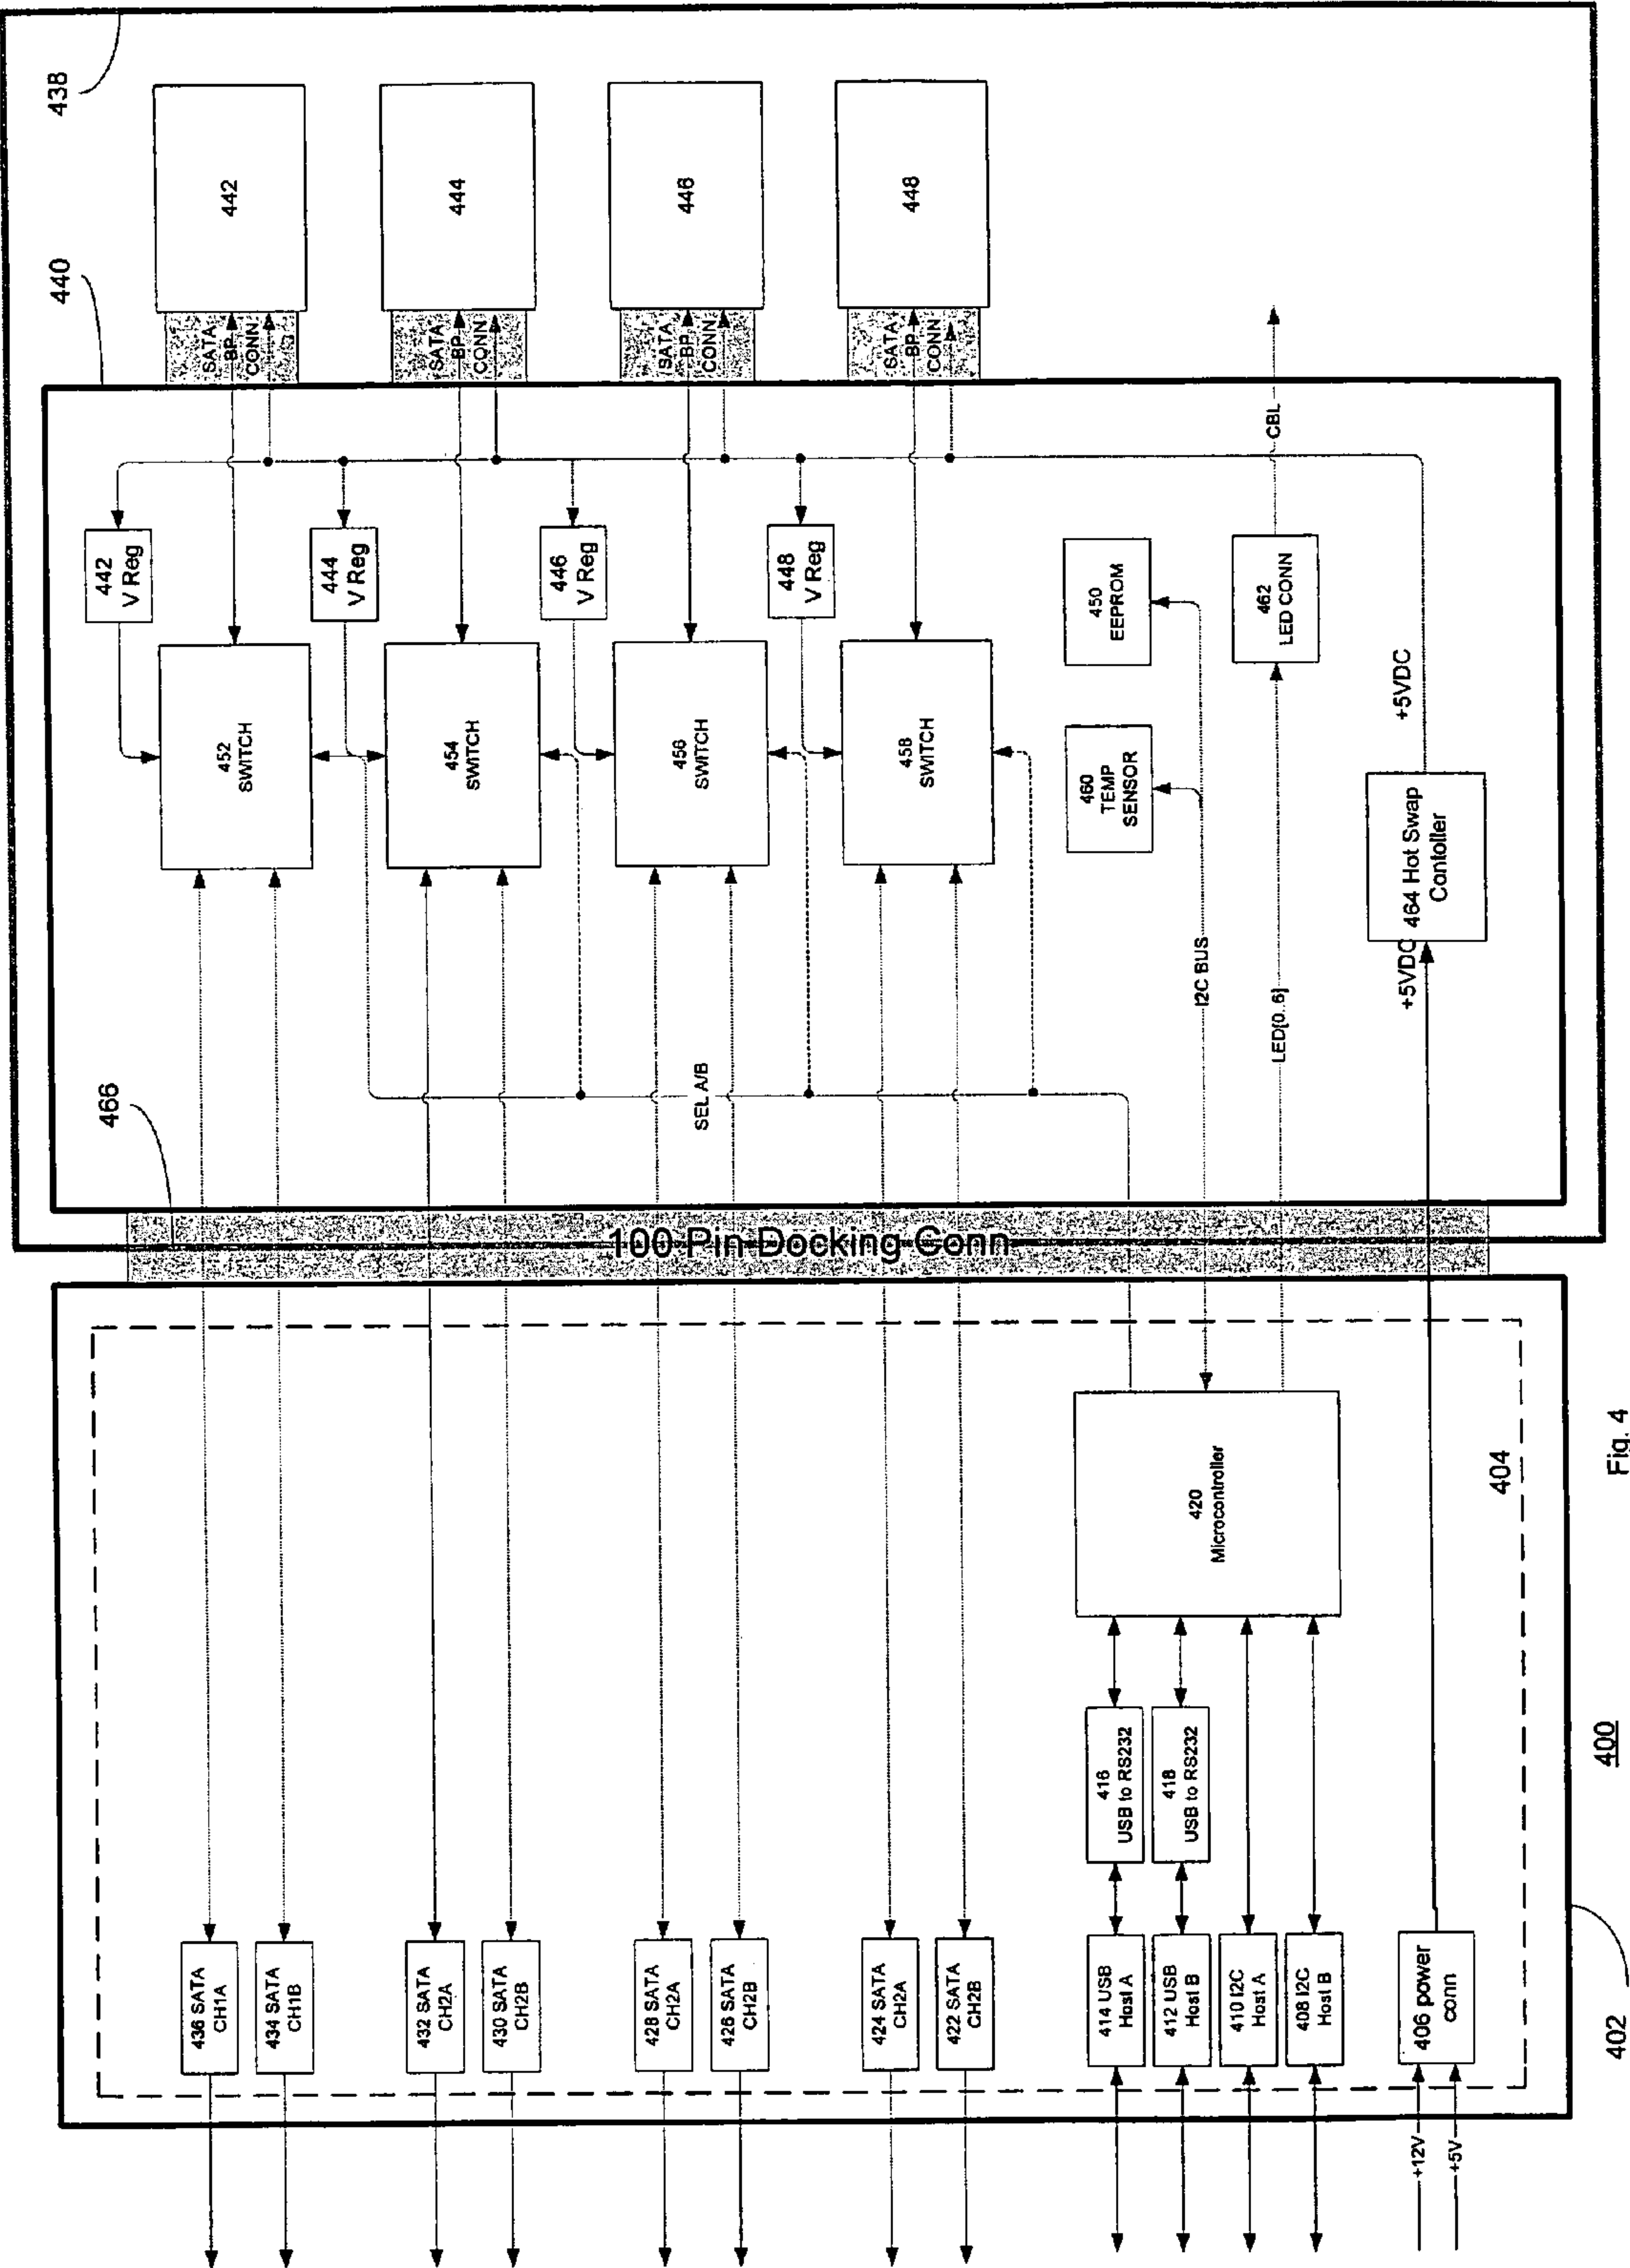 438
440
442
444
446
448
SATA
BP
CONN
SATA
BP
CONN
SATA
BP
CONN
SATA
BP
CONN
CBL
442
V Reg
444
V Reg
446
V Reg
448
V Reg
450
EEPROM
462
LED CONN
452
SWITCH
454
SWITCH
456
SWITCH
458
SWITCH
460
TEMP
SENSOR
+5VDC
464 Hot Swap
Contoller
+5VDC
I2C BUS
LED[0..6]
SEL A/B
466
100 Pin Docking Conn
420
Microcontroller
404
416
USB to RS232
418
USB to RS232
436 SATA
CH1A
434 SATA
CH1B
432 SATA
CH2A
430 SATA
CH2B
428 SATA
CH2A
426 SATA
CH2B
424 SATA
CH2A
422 SATA
CH2B
414 USB
Host A
412 USB
Host B
410 I2C
Host A
408 I2C
Host B
406 power
conn
+12V
+5V
402
400
Fig. 4